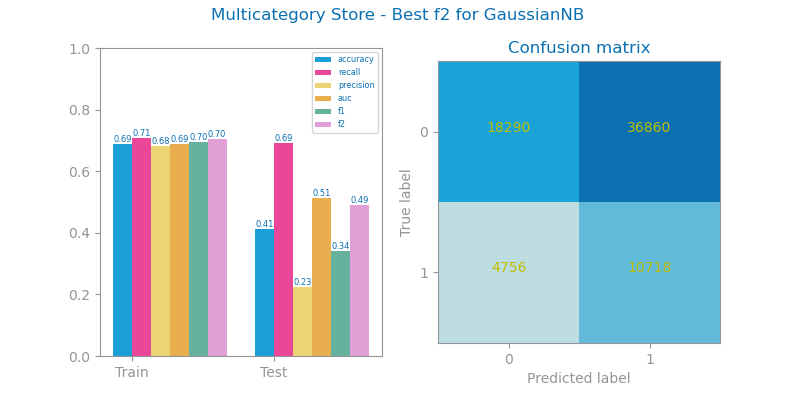 Multicategory Store - Best f2 for GaussianNB
1.0
0.8
0.6
0.4
0.2
0.0
accuracy
recall
precision
auc
f1
f2
0.69
0.71
0.68
0.69
0.70
0.70
0.41
0.69
0.23
0.51
0.34
0.49
Train
Test
Confusion matrix
True label
0
1
18290
36860
4756
10718
0
1
Predicted label